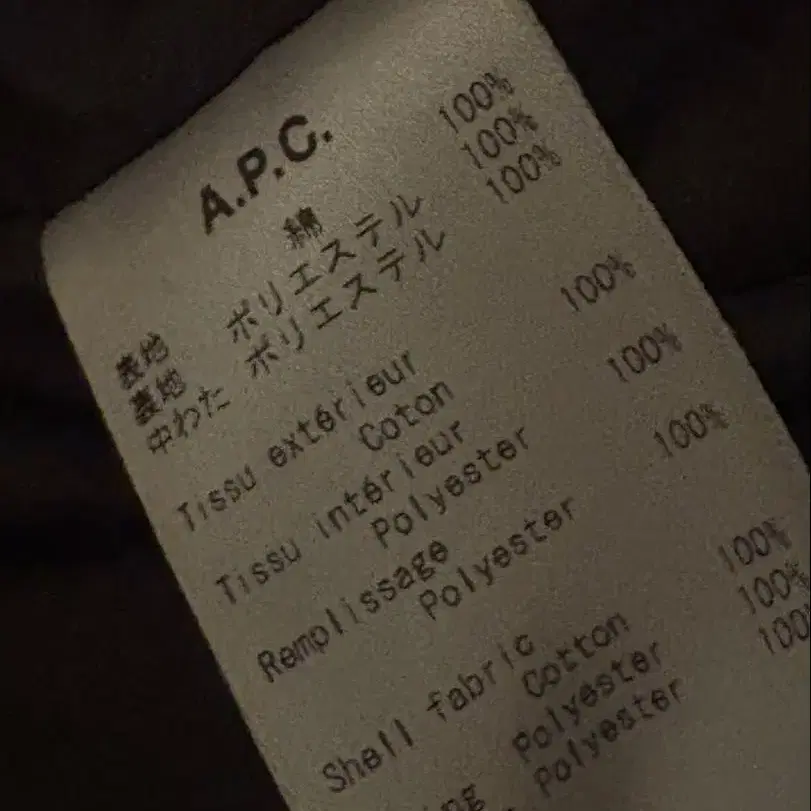 A.P.C.
表地 綿 100%
裏地 ポリエステル 100%
中わた ポリエステル 100%
Tissu extérieur
Coton 100%
Tissu intérieur
Polyester 100%
Remplissage
Polyester 100%
Shell fabric
Cotton 100%
Polyester 100%
Polyester 100